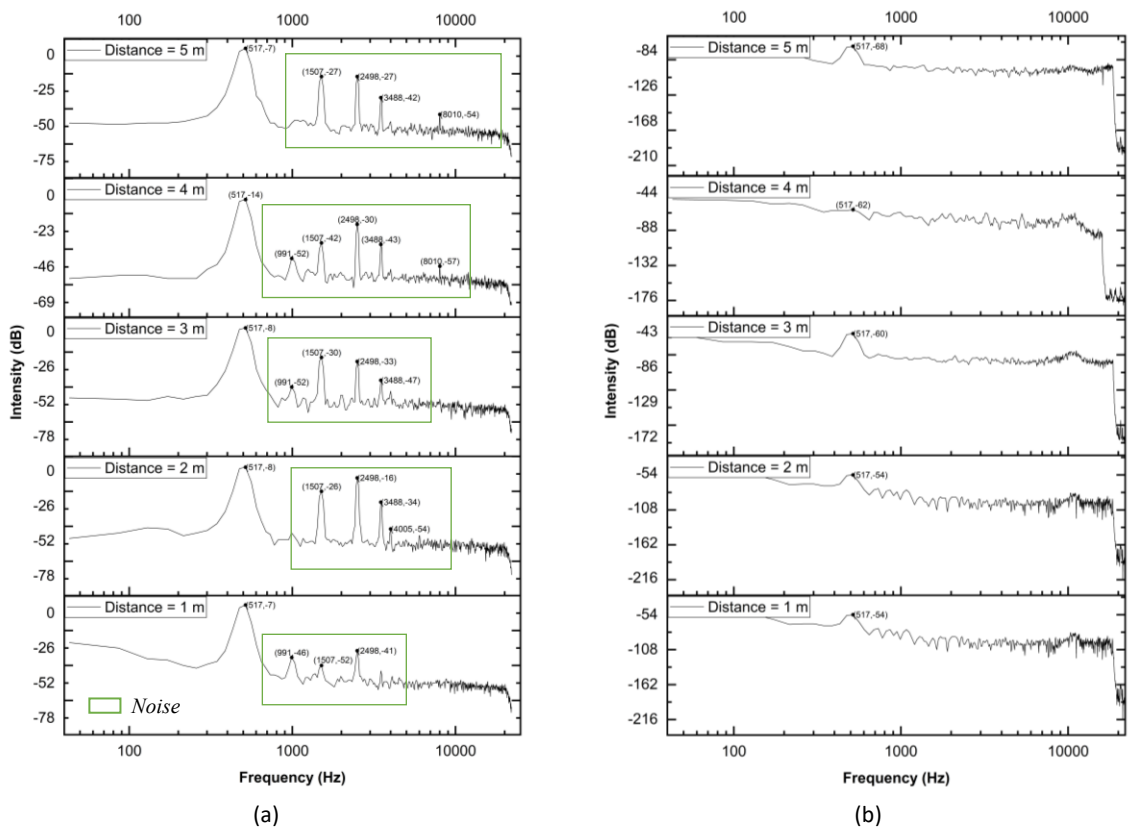 100 1000 10000
0 Distance = 5 m (517,-7)
-25 (1507,-27) (2498,-27) (3488,-42)
-50 (8010,-54)
-75
0 Distance = 4 m (517,-14)
-23 (2498,-30)
-46 (991,-52) (1507,-42) (3488,-43) (8010,-57)
-69
0 Distance = 3 m (517,-8)
-26 (1507,-30) (2498,-33)
-52 (991,-52) (3488,-47)
-78
0 Distance = 2 m (517,-8)
-26 (1507,-26) (2498,-16) (3488,-34)
-52 (4005,-54)
-78
0 Distance = 1 m (517,-7)
-26 (991,-46) (1507,-52) (2498,-41)
-52
-78
Noise
Intensity (dB)
100 1000 10000
Frequency (Hz)
(a)
100 1000 10000
-84 Distance = 5 m (517,-68)
-126
-168
-210
-44 Distance = 4 m (517,-62)
-88
-132
-176
-43 Distance = 3 m (517,-60)
-86
-129
-172
-54 Distance = 2 m (517,-54)
-108
-162
-216
-54 Distance = 1 m (517,-54)
-108
-162
-216
Intensity (dB)
100 1000 10000
Frequency (Hz)
(b)